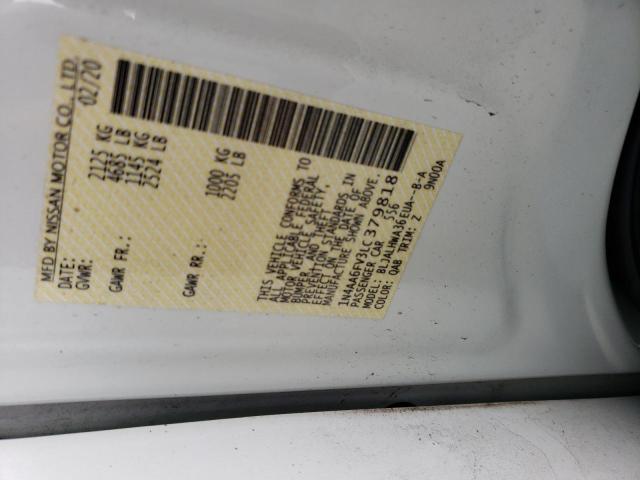 MFD BY NISSAN MOTOR CO., LTD.
DATE: 02/20
GVWR: 2125 KG
4685 LB
GAWR FR.: 1145 KG
2524 LB
GAWR RR.: 1000 KG
2205 LB
THIS VEHICLE CONFORMS TO
ALL APPLICABLE FEDERAL
MOTOR VEHICLE SAFETY,
BUMPER, AND THEFT
PREVENTION STANDARDS IN
EFFECT ON THE DATE OF
MANUFACTURE SHOWN ABOVE.
1N4AA6FV3LC379818
PASSENGER CAR 556
MODEL: BLJALHWA36EUA--B-A
COLOR: QAB TRIM: Z 9N00A